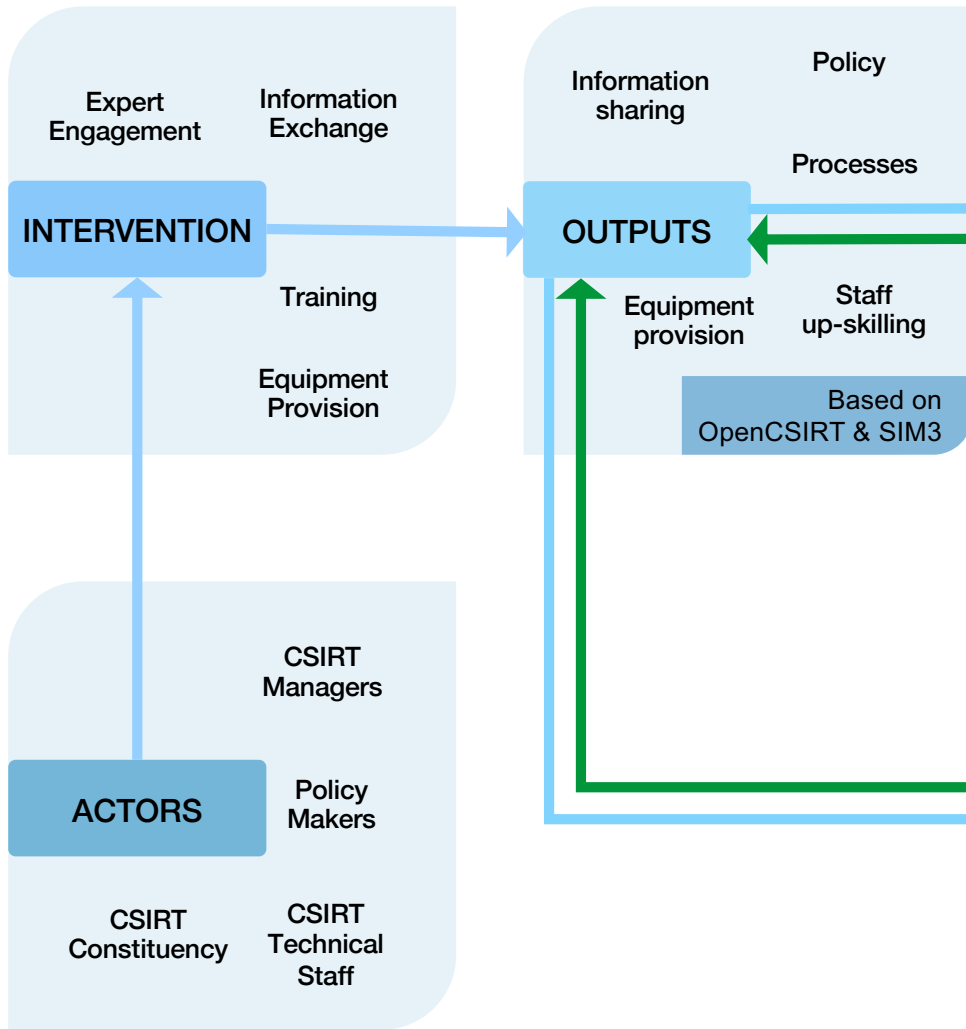 Expert
Engagement
Information
Exchange
INTERVENTION
Training
Equipment
Provision
Information
sharing
Policy
Processes
OUTPUTS
Equipment
provision
Staff
up-skilling
Based on
OpenCSIRT & SIM3
CSIRT
Managers
ACTORS
Policy
Makers
CSIRT
Constituency
CSIRT
Technical
Staff